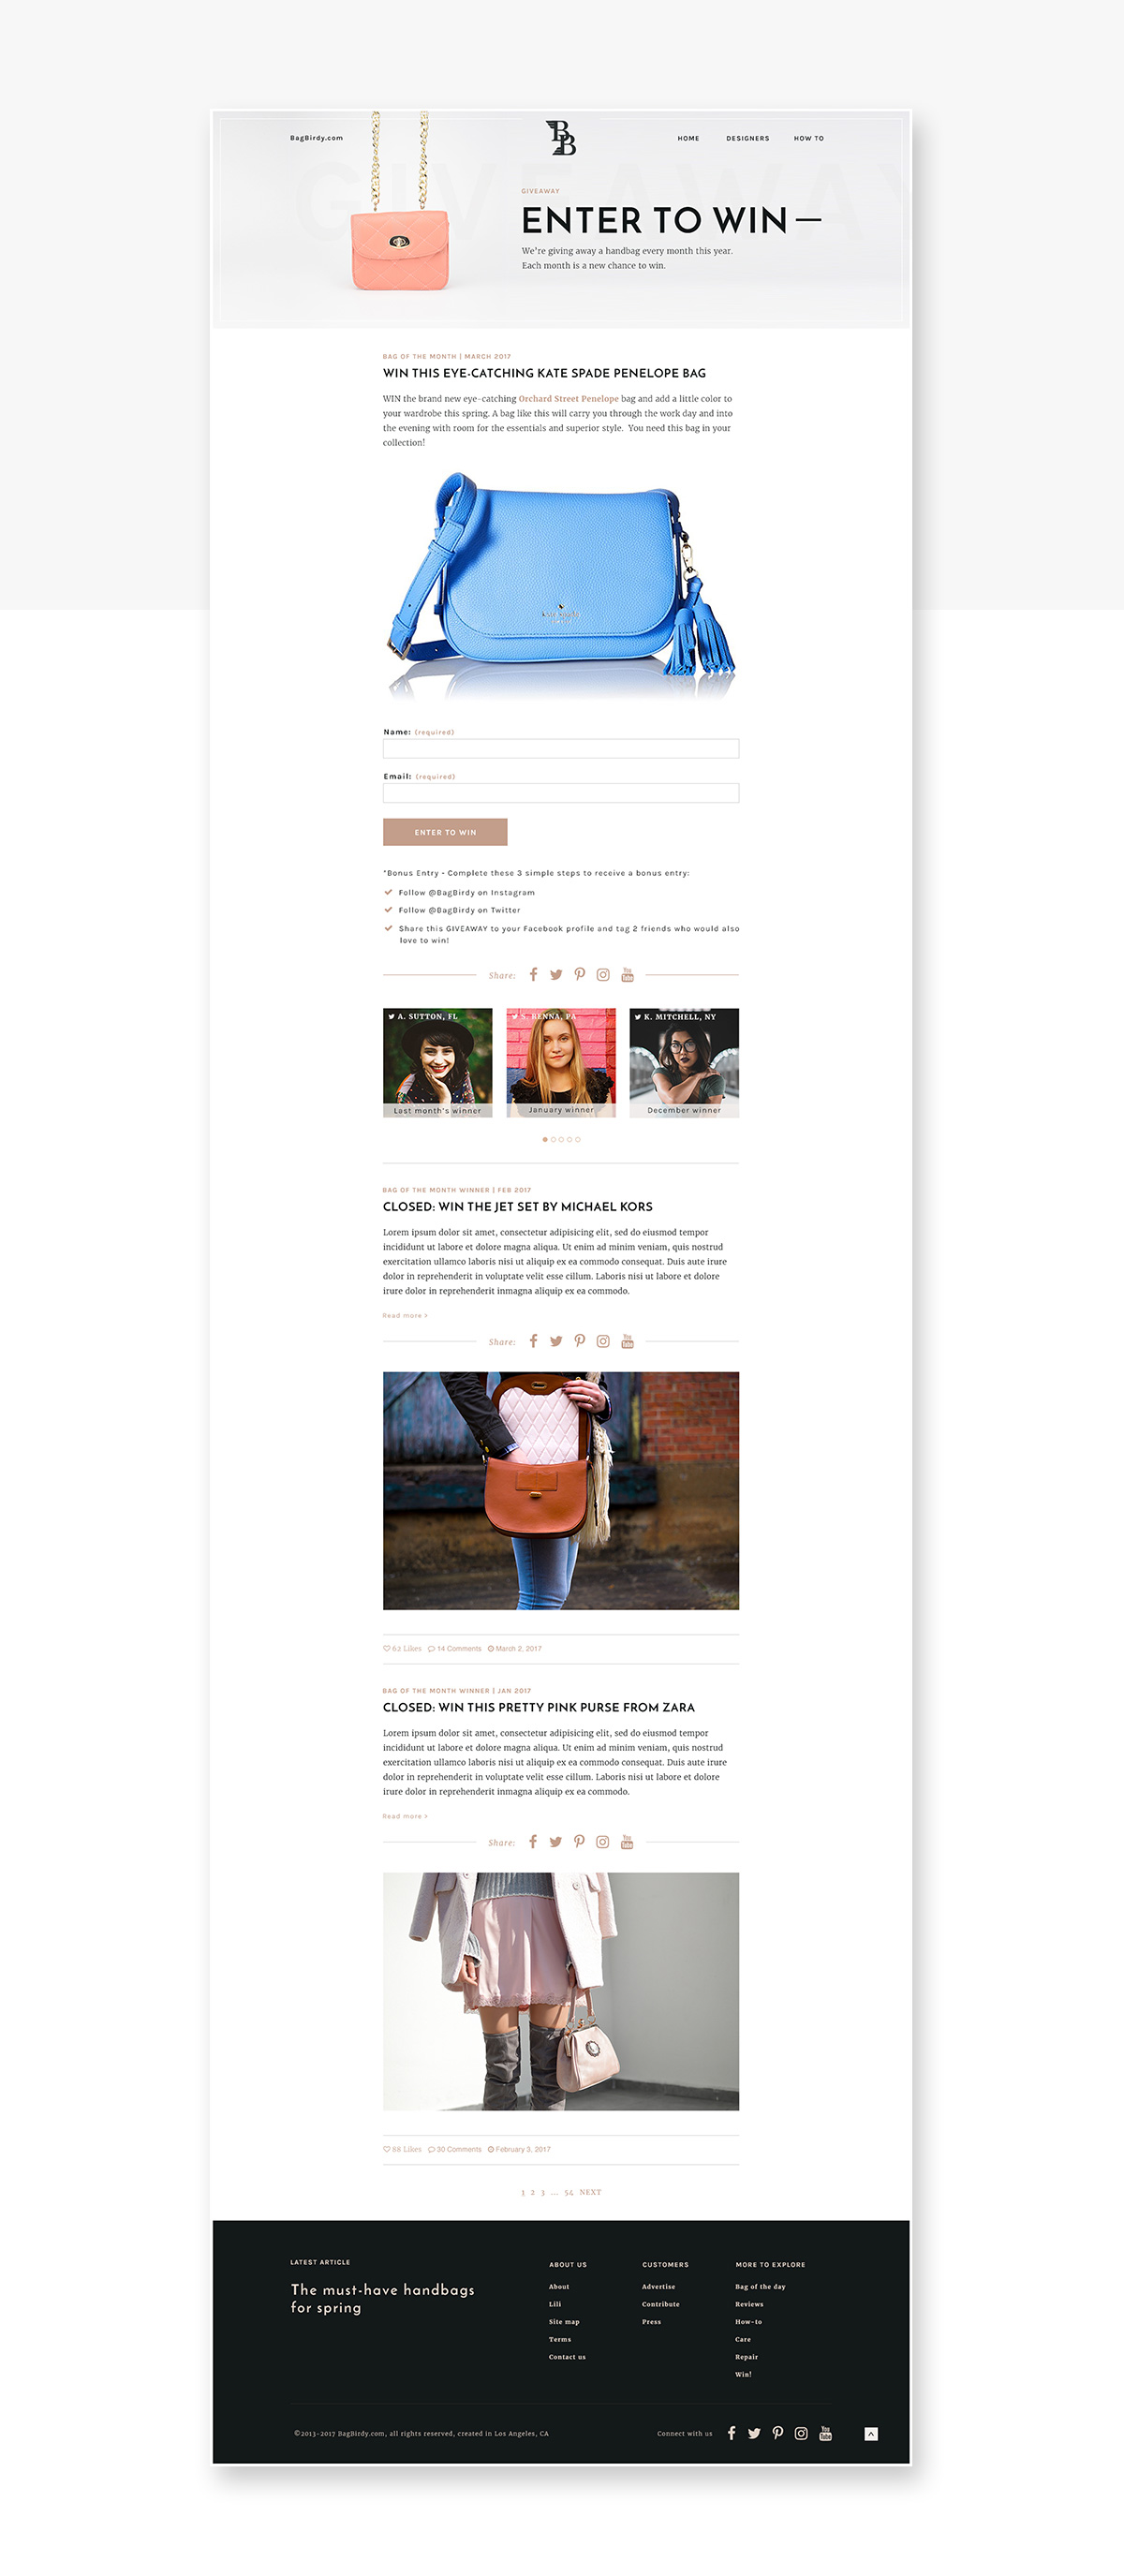 BagBirdy.com
BB
HOME DESIGNERS HOW TO
GIVEAWAY
GIVEAWAY
ENTER TO WIN —
We're giving away a handbag every month this year.
Each month is a new chance to win.
BAG OF THE MONTH | MARCH 2017
WIN THIS EYE-CATCHING KATE SPADE PENELOPE BAG
WIN the brand new eye-catching Orchard Street Penelope bag and add a little color to
your wardrobe this spring. A bag like this will carry you through the work day and into
the evening with room for the essentials and superior style. You need this bag in your
collection!
Name: (required)
Email: (required)
ENTER TO WIN
*Bonus Entry - Complete these 3 simple steps to receive a bonus entry:
Follow @BagBirdy on Instagram
Follow @BagBirdy on Twitter
Share this GIVEAWAY to your Facebook profile and tag 2 friends who would also
love to win!
Share:
You Tube
A. SUTTON, FL
Last month's winner
S. RENNA, PA
January winner
K. MITCHELL, NY
December winner
BAG OF THE MONTH WINNER | FEB 2017
CLOSED: WIN THE JET SET BY MICHAEL KORS
Lorem ipsum dolor sit amet, consectetur adipisicing elit, sed do eiusmod tempor
incididunt ut labore et dolore magna aliqua. Ut enim ad minim veniam, quis nostrud
exercitation ullamco laboris nisi ut aliquip ex ea commodo consequat. Duis aute irure
dolor in reprehenderit in voluptate velit esse cillum. Laboris nisi ut labore et dolore
irure dolor in reprehenderit inmagna aliquip ex ea commodo.
Read more >
Share:
You Tube
62 Likes 14 Comments March 2, 2017
BAG OF THE MONTH WINNER | JAN 2017
CLOSED: WIN THIS PRETTY PINK PURSE FROM ZARA
Lorem ipsum dolor sit amet, consectetur adipisicing elit, sed do eiusmod tempor
incididunt ut labore et dolore magna aliqua. Ut enim ad minim veniam, quis nostrud
exercitation ullamco laboris nisi ut aliquip ex ea commodo consequat. Duis aute irure
dolor in reprehenderit in voluptate velit esse cillum. Laboris nisi ut labore et dolore
irure dolor in reprehenderit inmagna aliquip ex ea commodo.
Read more >
Share:
You Tube
88 Likes 30 Comments February 3, 2017
1 2 3 ... 54 NEXT
LATEST ARTICLE
The must-have handbags
for spring
ABOUT US
About
Lili
Site map
Terms
Contact us
CUSTOMERS
Advertise
Contribute
Press
MORE TO EXPLORE
Bag of the day
Reviews
How-to
Care
Repair
Win!
©2013-2017 BagBirdy.com, all rights reserved, created in Los Angeles, CA
Connect with us
You Tube